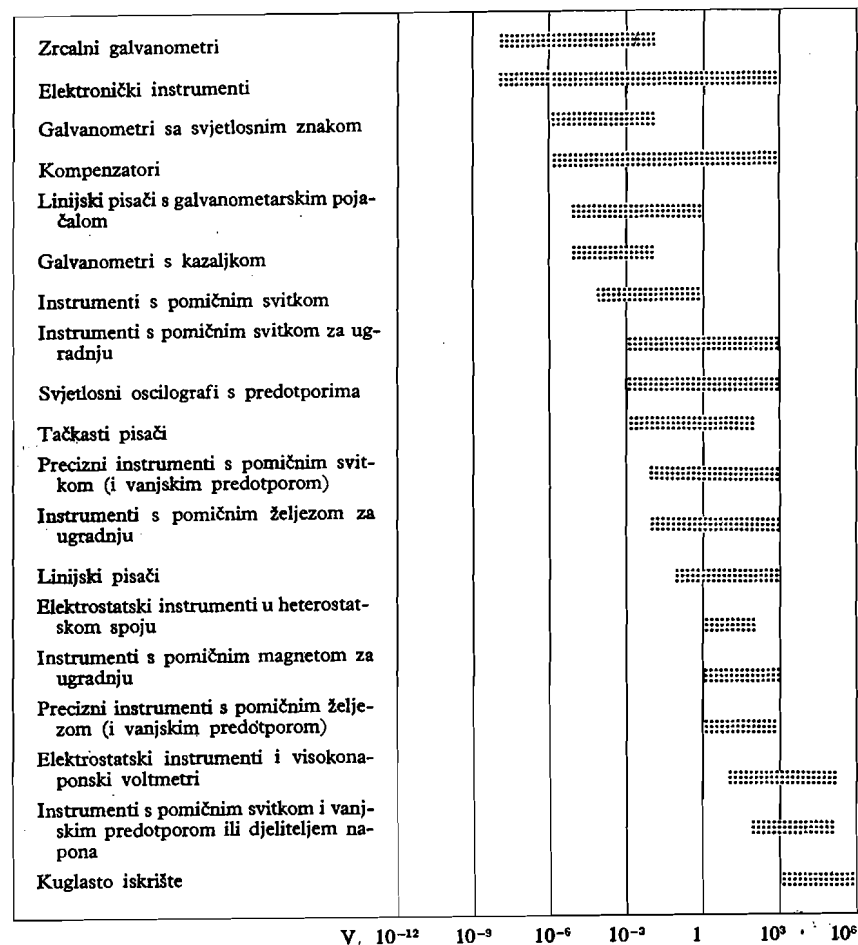 Zrcalni galvanometri
Elektronički instrumenti
Galvanometri sa svjetlosnim znakom
Kompenzatori
Linijski pisači s galvanometarskim poja-
čalom
Galvanometri s kazaljkom
Instrumenti s pomičnim svitkom
Instrumenti s pomičnim svitkom za ug-
radnju
Svjetlosni oscilografi s predotporima
Tačkasti pisači
Precizni instrumenti s pomičnim svit-
kom (i vanjskim predotporom)
Instrumenti s pomičnim željezom za
ugradnju
Linijski pisači
Elektrostatski instrumenti u heterostat-
skom spoju
Instrumenti s pomičnim magnetom za
ugradnju
Precizni instrumenti s pomičnim želje-
zom (i vanjskim predotporom)
Elektrostatski instrumenti i visokona-
ponski voltmetri
Instrumenti s pomičnim svitkom i vanj-
skim predotporom ili djeliteljem na-
pona
Kuglasto iskrište
V, 10⁻¹² 10⁻⁹ 10⁻⁶ 10⁻³ 1 10³ 10⁶